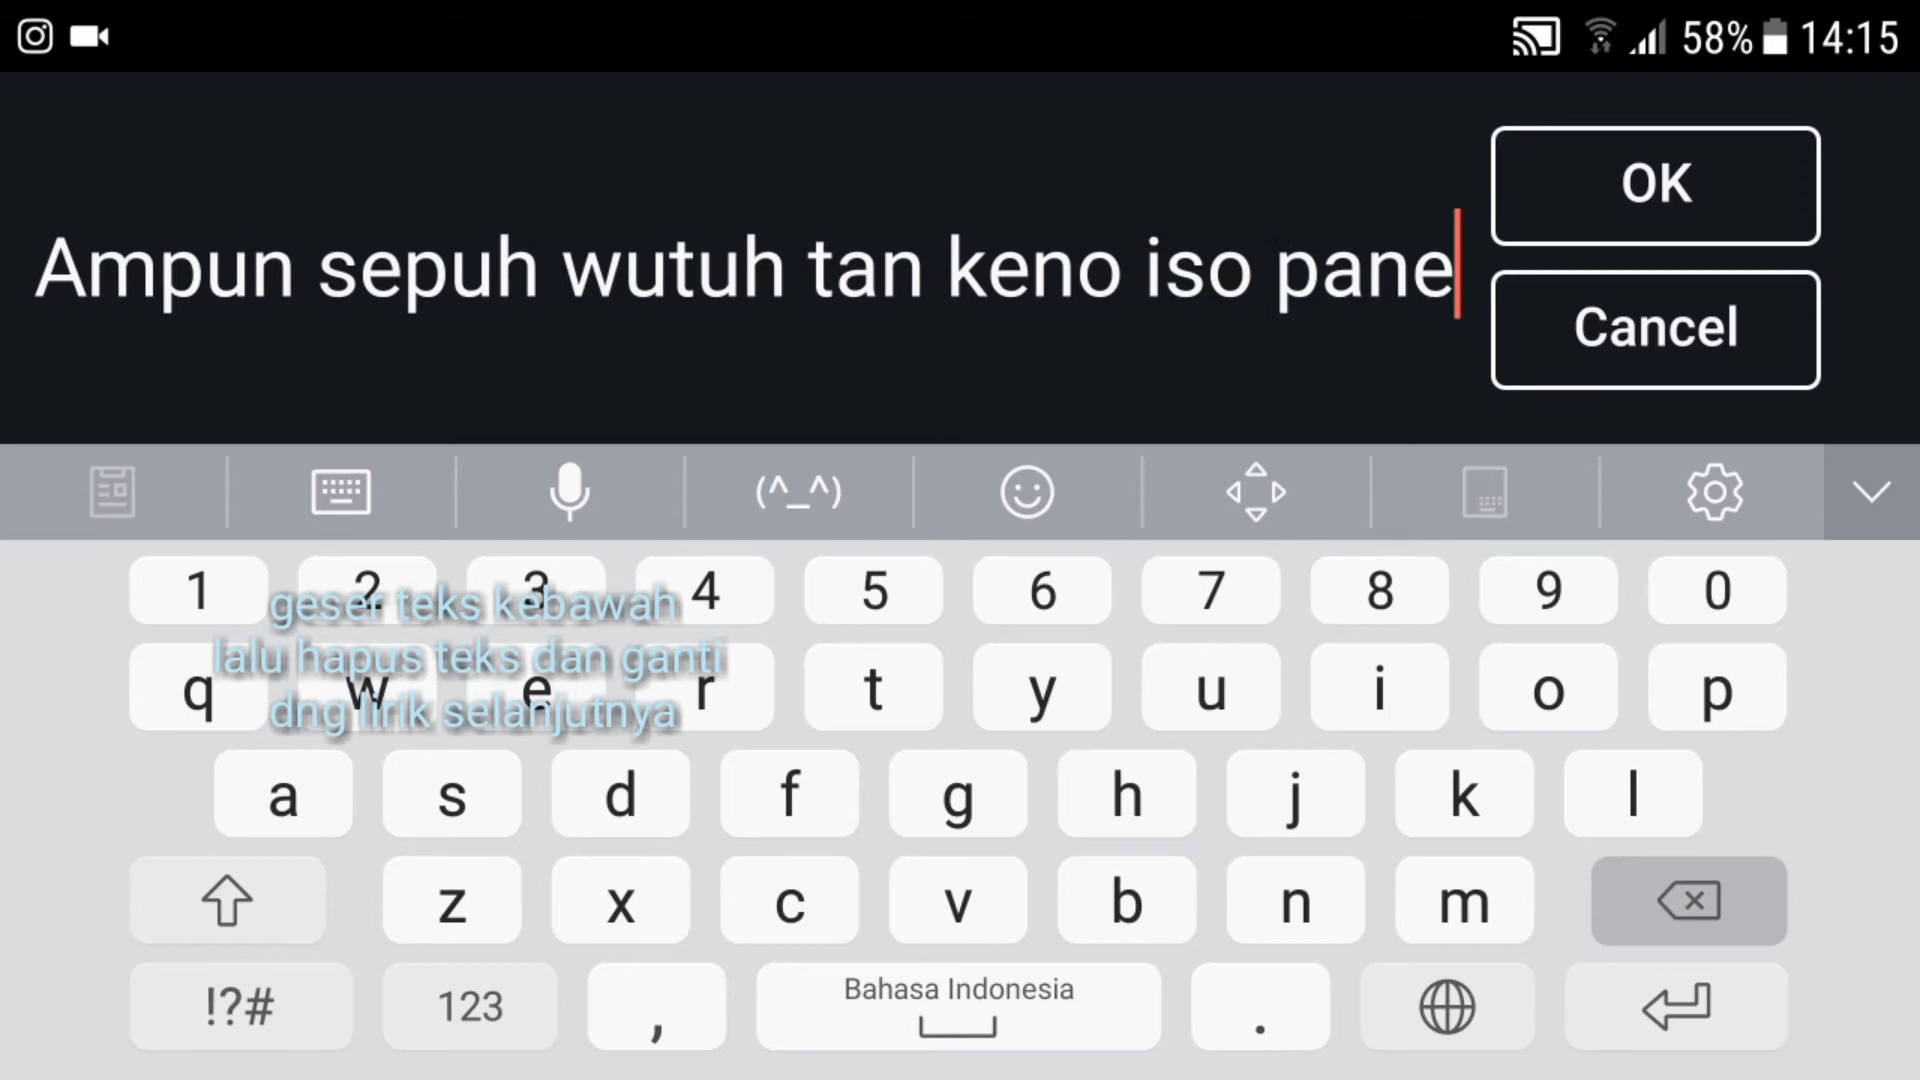 58% 14:15
OK
Ampun sepuh wutuh tan keno iso pane
Cancel
(^_^)
1 2 3 4 5 6 7 8 9 0
geser teks kebawah
lalu hapus teks dan ganti
dng lirik selanjutnya
q w e r t y u i o p
a s d f g h j k l
z x c v b n m
!?# 123 , Bahasa Indonesia .